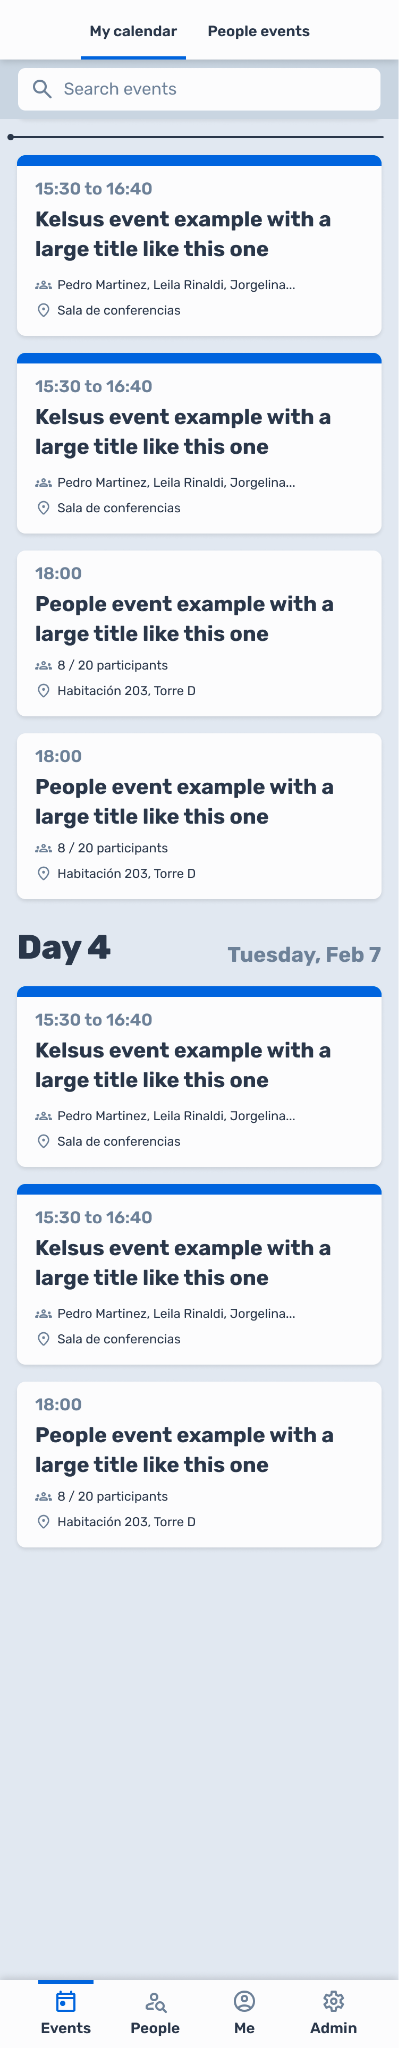 My calendar People events
Search events
15:30 to 16:40
Kelsus event example with a
large title like this one
Pedro Martinez, Leila Rinaldi, Jorgelina...
Sala de conferencias
15:30 to 16:40
Kelsus event example with a
large title like this one
Pedro Martinez, Leila Rinaldi, Jorgelina...
Sala de conferencias
18:00
People event example with a
large title like this one
8 / 20 participants
Habitación 203, Torre D
18:00
People event example with a
large title like this one
8 / 20 participants
Habitación 203, Torre D
Day 4 Tuesday, Feb 7
15:30 to 16:40
Kelsus event example with a
large title like this one
Pedro Martinez, Leila Rinaldi, Jorgelina...
Sala de conferencias
15:30 to 16:40
Kelsus event example with a
large title like this one
Pedro Martinez, Leila Rinaldi, Jorgelina...
Sala de conferencias
18:00
People event example with a
large title like this one
8 / 20 participants
Habitación 203, Torre D
Events People Me Admin